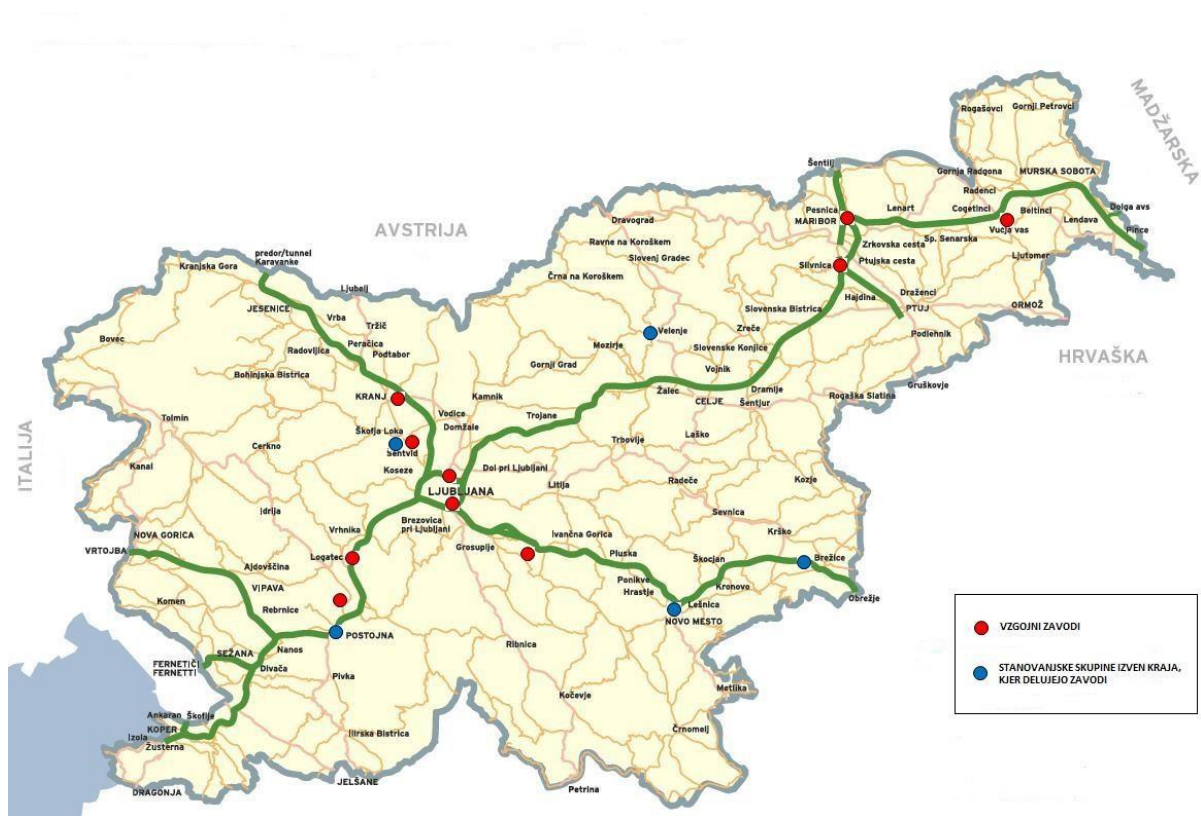 MADŽARSKA
Rogašovci
Gornji Petrovci
Šentilj
Gornja Radgona
MURSKA SOBOTA
Radenci
Pesnica
MARIBOR
Lenart
Cogetinci
Beltinci
Dolga avs
Lendava
Vučja vas
Pince
Dravograd
AVSTRIJA
Ravne na Koroškem
Zrkovska cesta
Sp. Senarska
Slovenj Gradec
Slivnica
Ptujska cesta
Ljutomer
predor/tunnel
Karavanke
Kranjska Gora
Črna na Koroškem
Ljubelj
Hajdina
Draženci
PTUJ
ORMOŽ
JESENICE
Vrba
Tržič
Slovenska Bistrica
Velenje
Zreče
Podlehnik
Bovec
Peračica
Radovljica
Podtabor
Mozirje
Slovenske Konjice
HRVAŠKA
Gornji Grad
Vojnik
Bohinjska Bistrica
Gruškovje
KRANJ
Kamnik
Žalec
CELJE
Dramlje
Šentjur
Rogaška Slatina
Vodice
Domžale
Trojane
Tolmin
ITALIJA
Škofja Loka
Šentvid
Cerkno
Trbovlje
Laško
Kanal
Koseze
Dol pri Ljubljani
LJUBLJANA
Litija
Radeče
Kozje
Idrija
Sevnica
Vrhnika
Brezovica
pri Ljubljani
NOVA GORICA
VRTOJBA
Ivančna Gorica
Krško
Grosuplje
Logatec
Pluska
Škocjan
Brežice
Ajdovščina
VIPAVA
Ponikve
Hrastje
Kronovo
Obrežje
Komen
Rebrnice
Lešnica
NOVO MESTO
POSTOJNA
Nanos
SEŽANA
FERNETIČI
FERNETTI
Divača
Ribnica
Pivka
Metlika
Kočevje
Ankaran
Škofije
KOPER
Izola
Žusterna
Ilirska Bistrica
Črnomelj
JELŠANE
DRAGONJA
Petrina
VZGOJNI ZAVODI
STANOVANJSKE SKUPINE IZVEN KRAJA,
KJER DELUJEJO ZAVODI